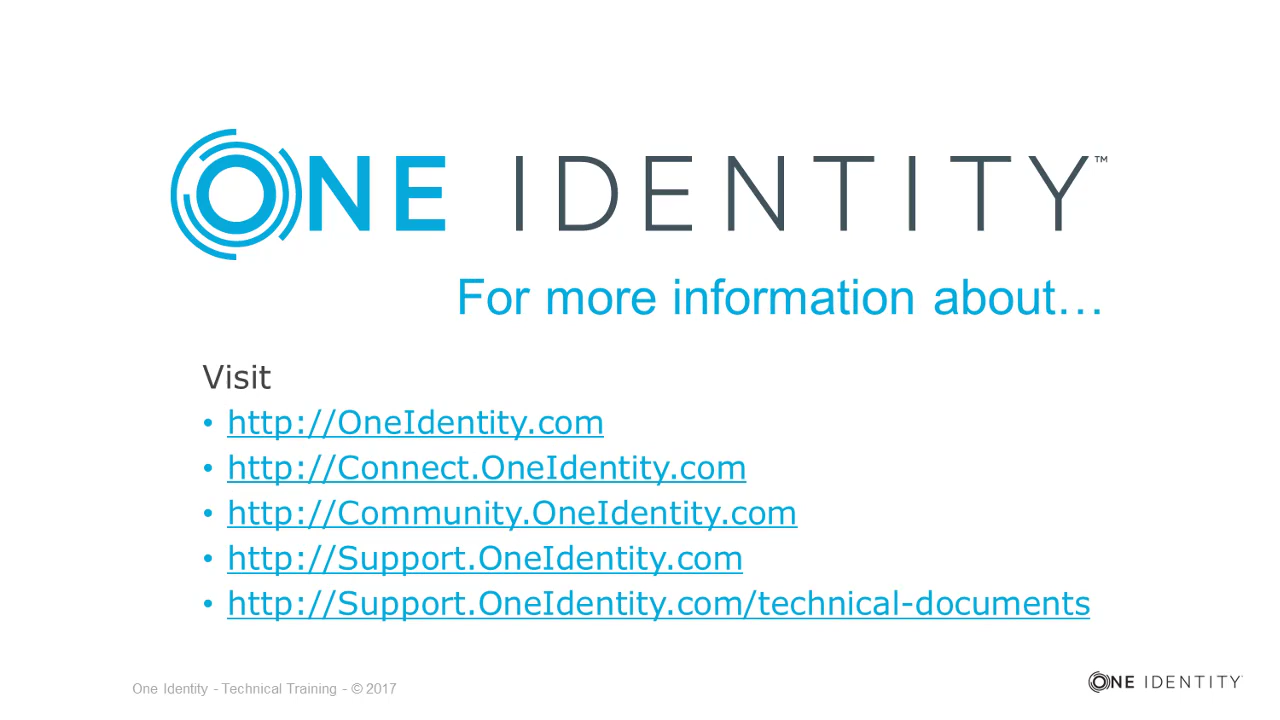 ONE IDENTITY™
For more information about…
Visit
• http://OneIdentity.com
• http://Connect.OneIdentity.com
• http://Community.OneIdentity.com
• http://Support.OneIdentity.com
• http://Support.OneIdentity.com/technical-documents
One Identity - Technical Training - © 2017
ONE IDENTITY